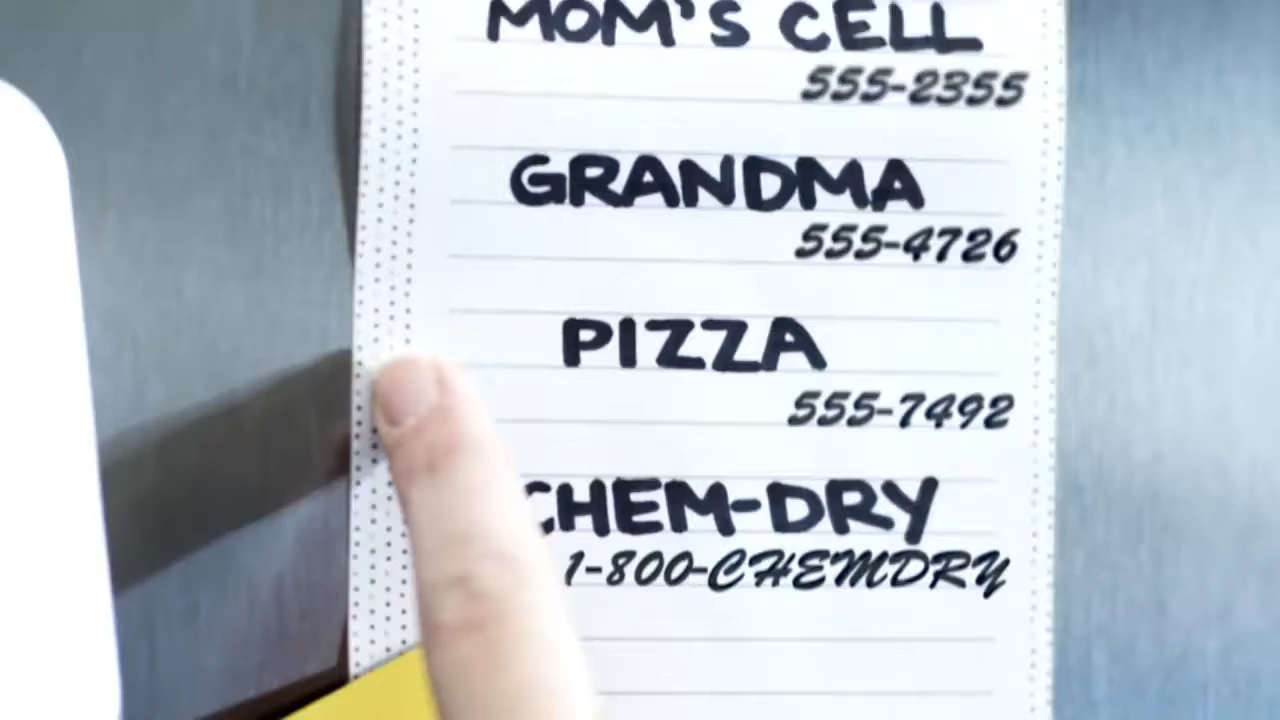 MOM'S CELL
555-2355
GRANDMA
555-4726
PIZZA
555-7492
CHEM-DRY
1-800-CHEMDRY